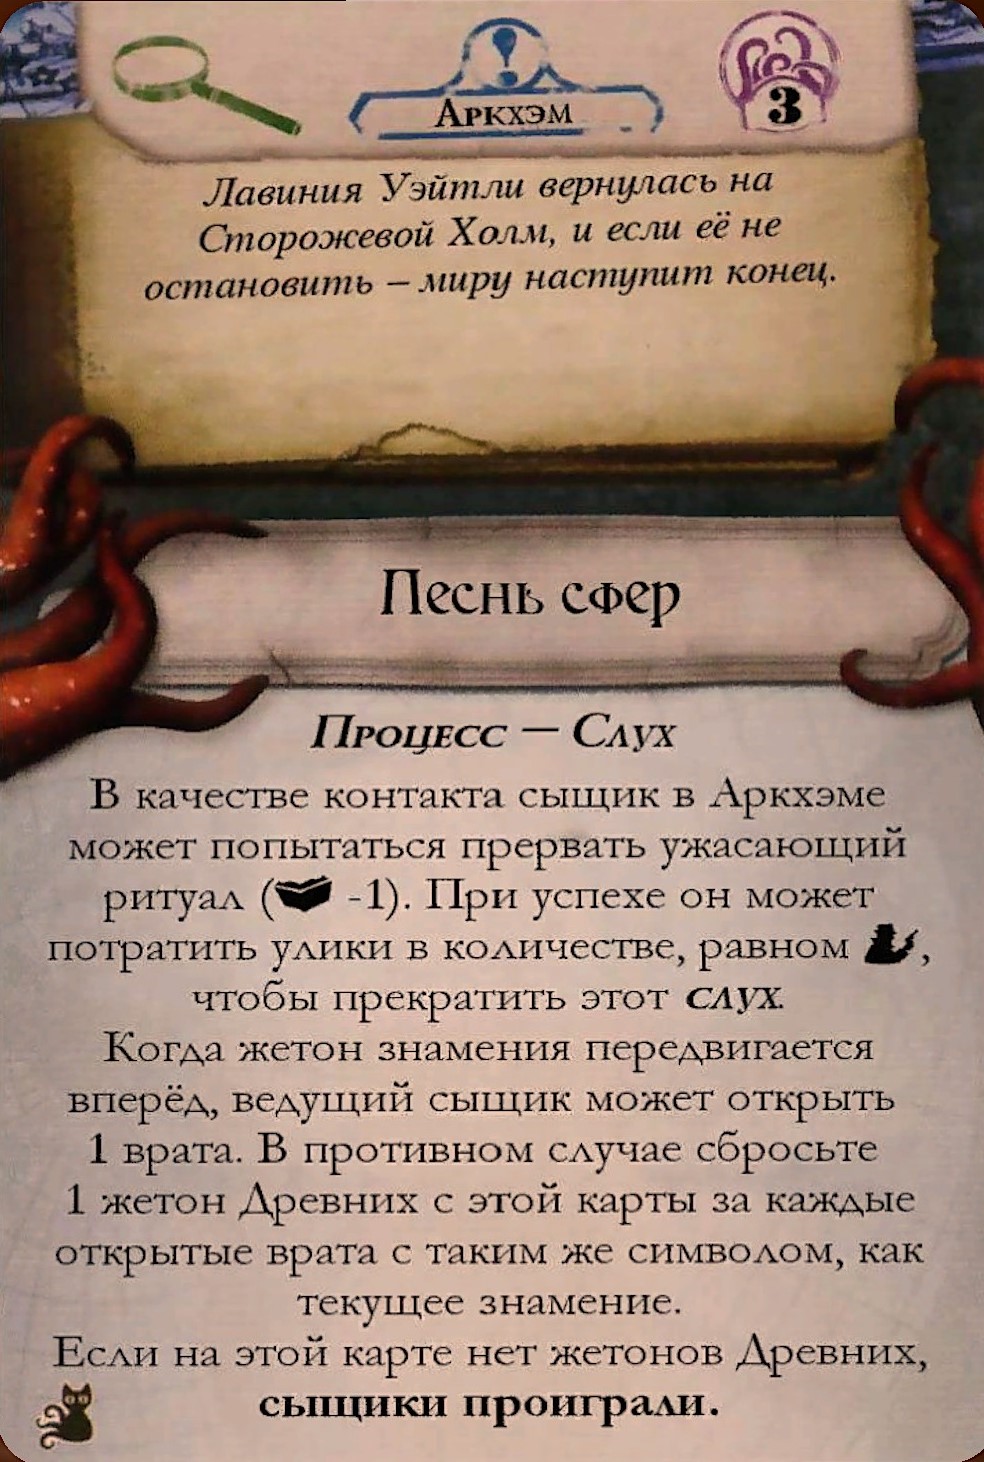 Аркхэм
3
Лавиния Уэйтли вернулась на
Сторожевой Холм, и если её не
остановить – миру наступит конец.
Песнь сфер
Процесс — Слух
В качестве контакта сыщик в Аркхэме
может попытаться прервать ужасающий
ритуал ( -1). При успехе он может
потратить улики в количестве, равном ,
чтобы прекратить этот слух.
Когда жетон знамения передвигается
вперёд, ведущий сыщик может открыть
1 врата. В противном случае сбросьте
1 жетон Древних с этой карты за каждые
открытые врата с таким же символом, как
текущее знамение.
Если на этой карте нет жетонов Древних,
сыщики проиграли.